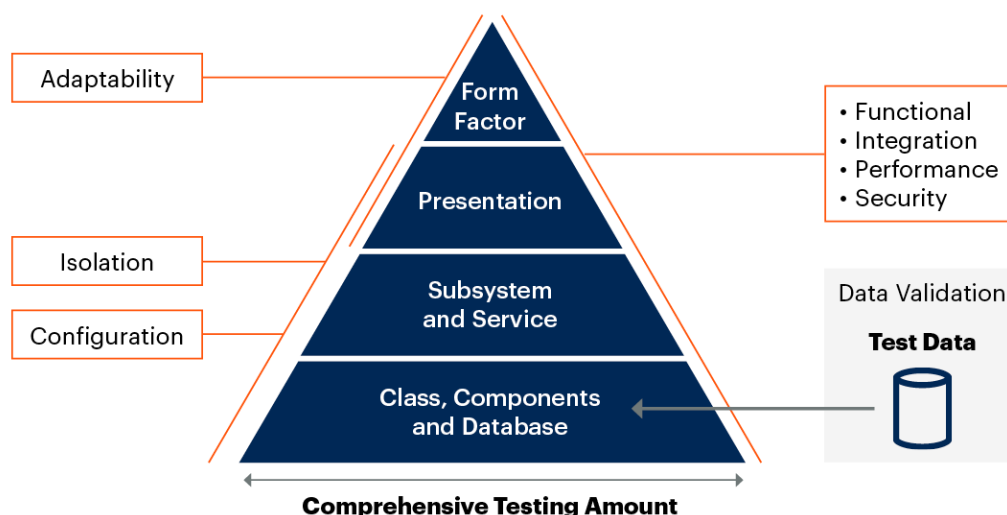 Adaptability
Isolation
Configuration
Form
Factor
Presentation
Subsystem
and Service
Class, Components
and Database
• Functional
• Integration
• Performance
• Security
Data Validation
Test Data
Comprehensive Testing Amount